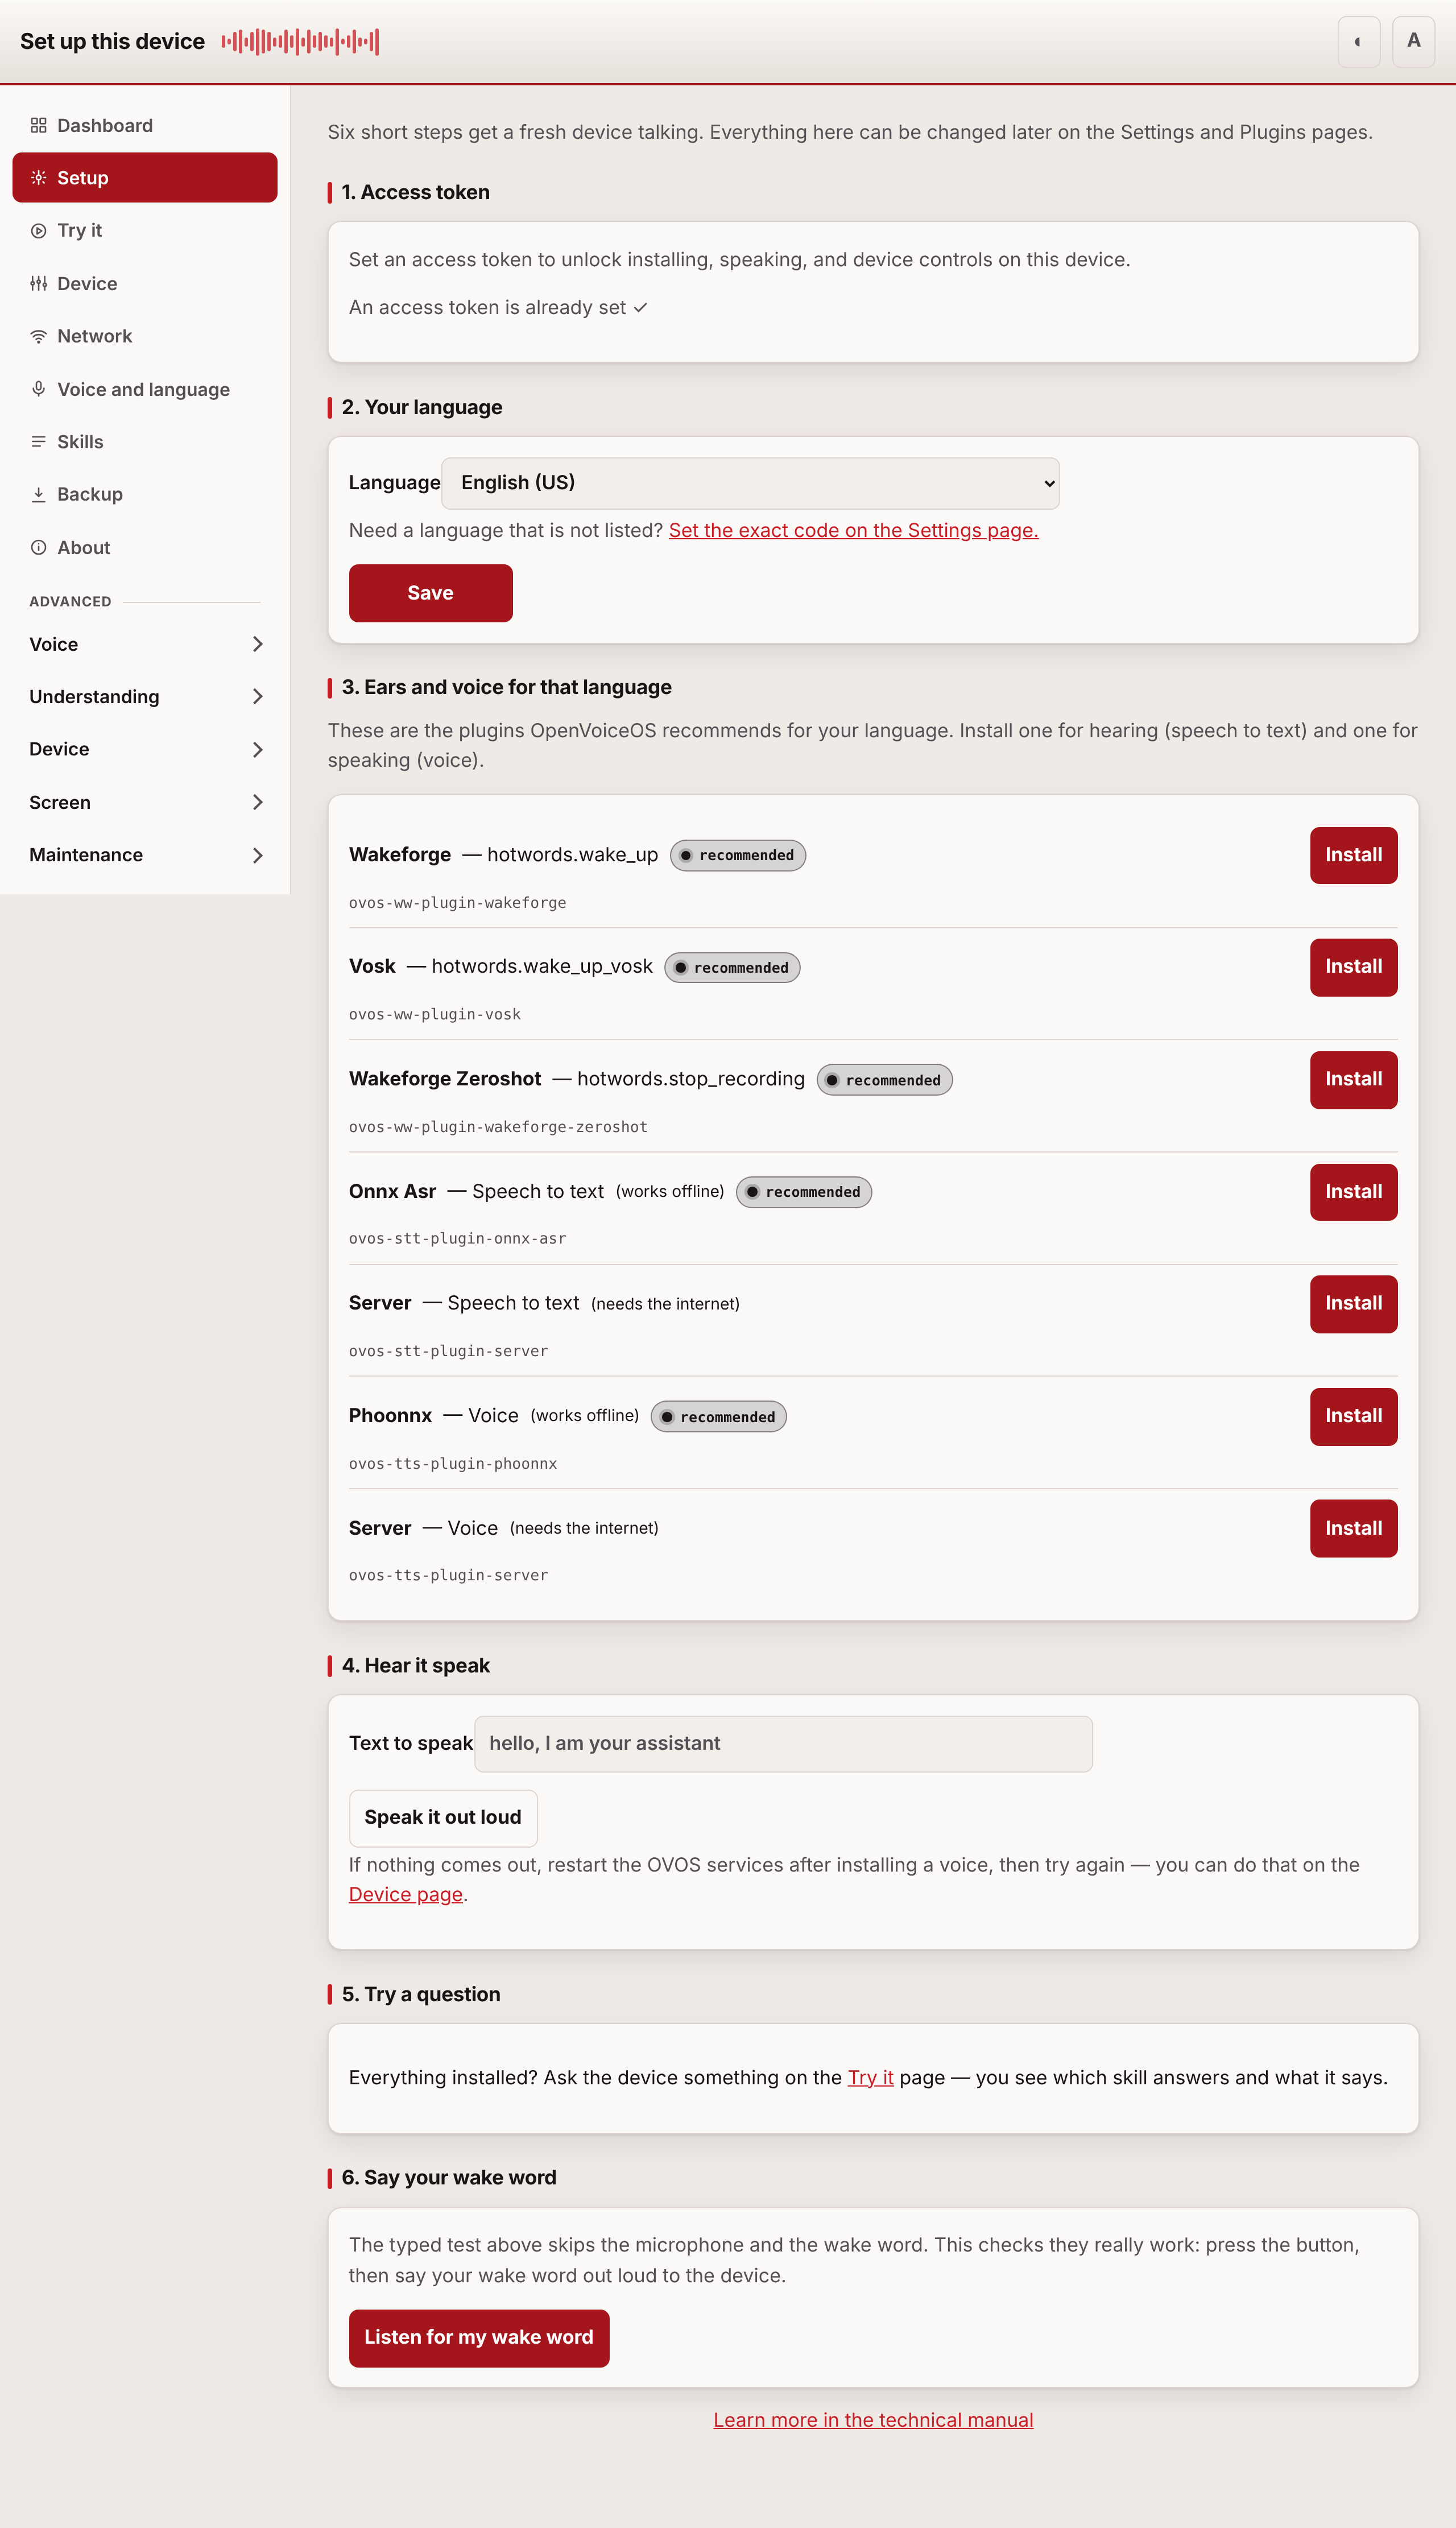 Set up this device
A
Dashboard
Setup
Try it
Device
Network
Voice and language
Skills
Backup
About
ADVANCED
Voice
Understanding
Device
Screen
Maintenance
Six short steps get a fresh device talking. Everything here can be changed later on the Settings and Plugins pages.
1. Access token
Set an access token to unlock installing, speaking, and device controls on this device.
An access token is already set ✓
2. Your language
Language English (US)
Need a language that is not listed? Set the exact code on the Settings page.
Save
3. Ears and voice for that language
These are the plugins OpenVoiceOS recommends for your language. Install one for hearing (speech to text) and one for
speaking (voice).
Wakeforge — hotwords.wake_up recommended Install
ovos-ww-plugin-wakeforge
Vosk — hotwords.wake_up_vosk recommended Install
ovos-ww-plugin-vosk
Wakeforge Zeroshot — hotwords.stop_recording recommended Install
ovos-ww-plugin-wakeforge-zeroshot
Onnx Asr — Speech to text (works offline) recommended Install
ovos-stt-plugin-onnx-asr
Server — Speech to text (needs the internet) Install
ovos-stt-plugin-server
Phoonnx — Voice (works offline) recommended Install
ovos-tts-plugin-phoonnx
Server — Voice (needs the internet) Install
ovos-tts-plugin-server
4. Hear it speak
Text to speak hello, I am your assistant
Speak it out loud
If nothing comes out, restart the OVOS services after installing a voice, then try again — you can do that on the
Device page.
5. Try a question
Everything installed? Ask the device something on the Try it page — you see which skill answers and what it says.
6. Say your wake word
The typed test above skips the microphone and the wake word. This checks they really work: press the button,
then say your wake word out loud to the device.
Listen for my wake word
Learn more in the technical manual